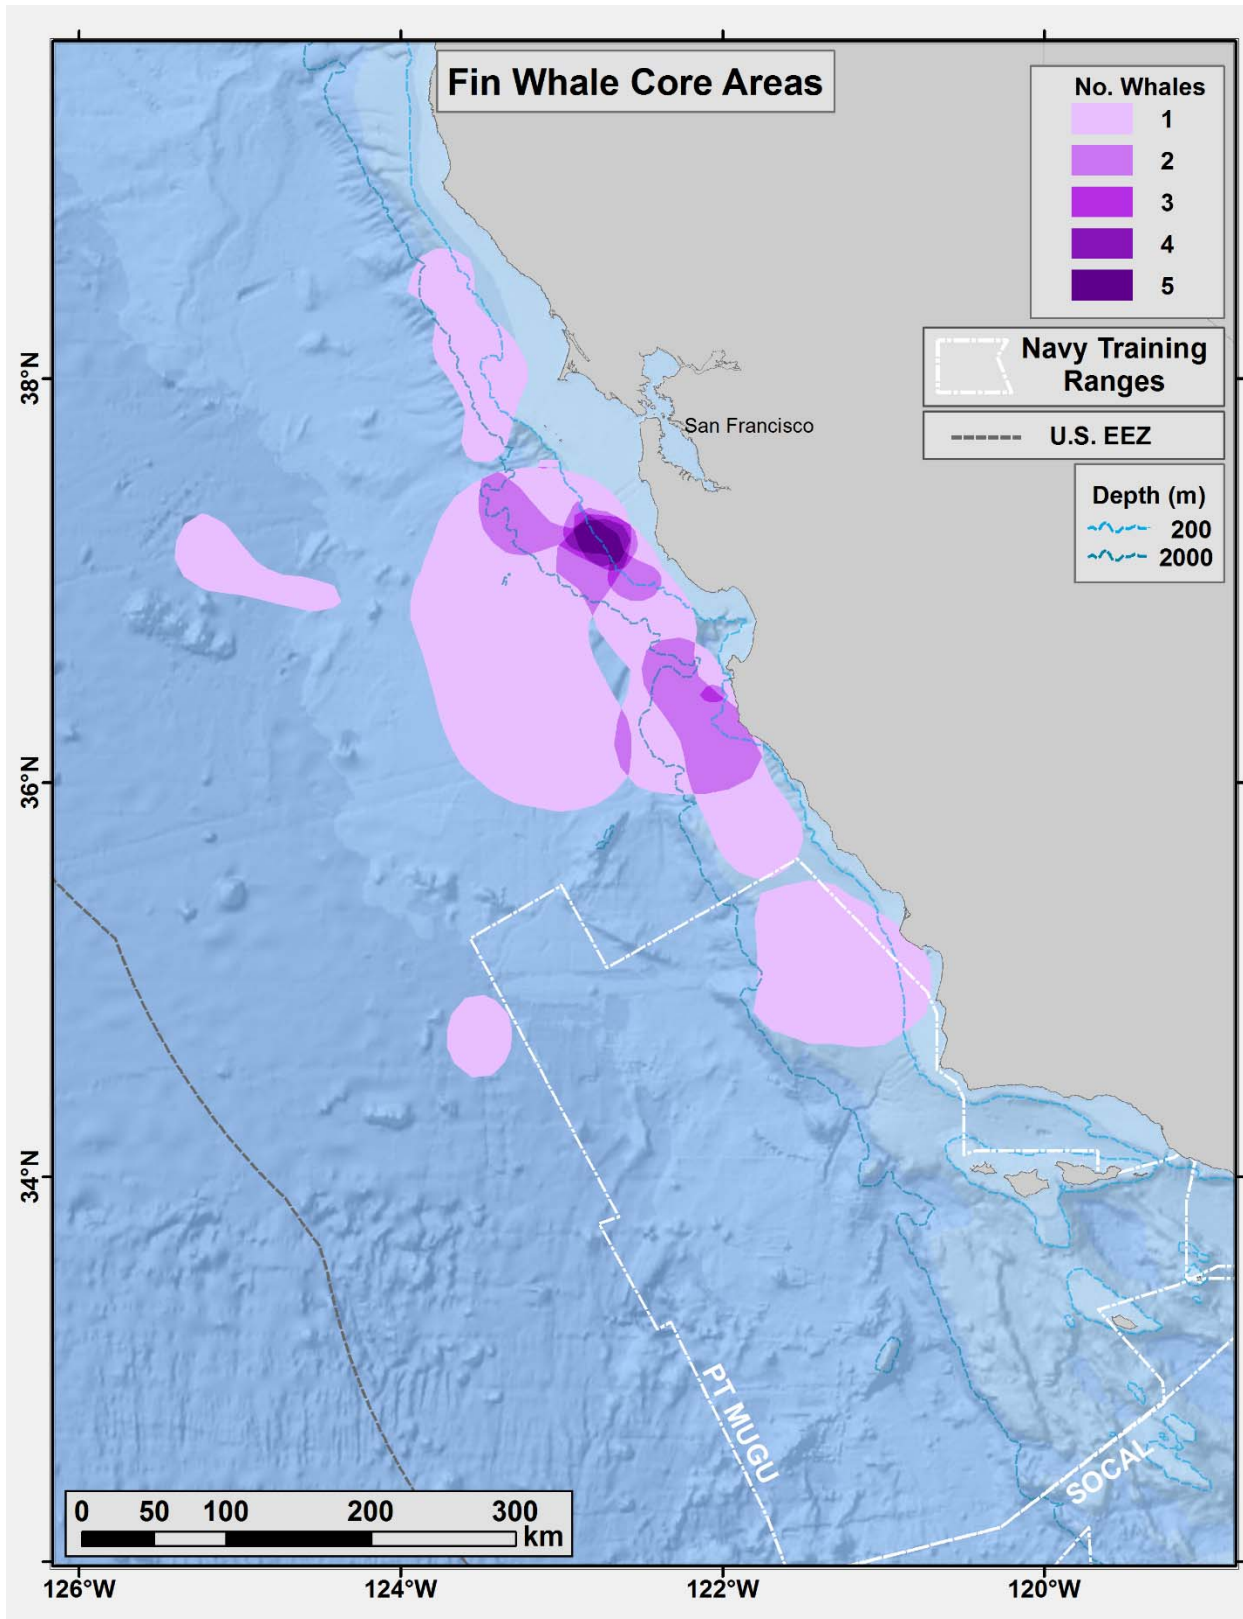 Fin Whale Core Areas
No. Whales
1
2
3
4
5
Navy Training
Ranges
U.S. EEZ
Depth (m)
200
2000
San Francisco
38°N
36°N
34°N
PT MUGU
SOCAL
0 50 100 200 300
km
126°W 124°W 122°W 120°W